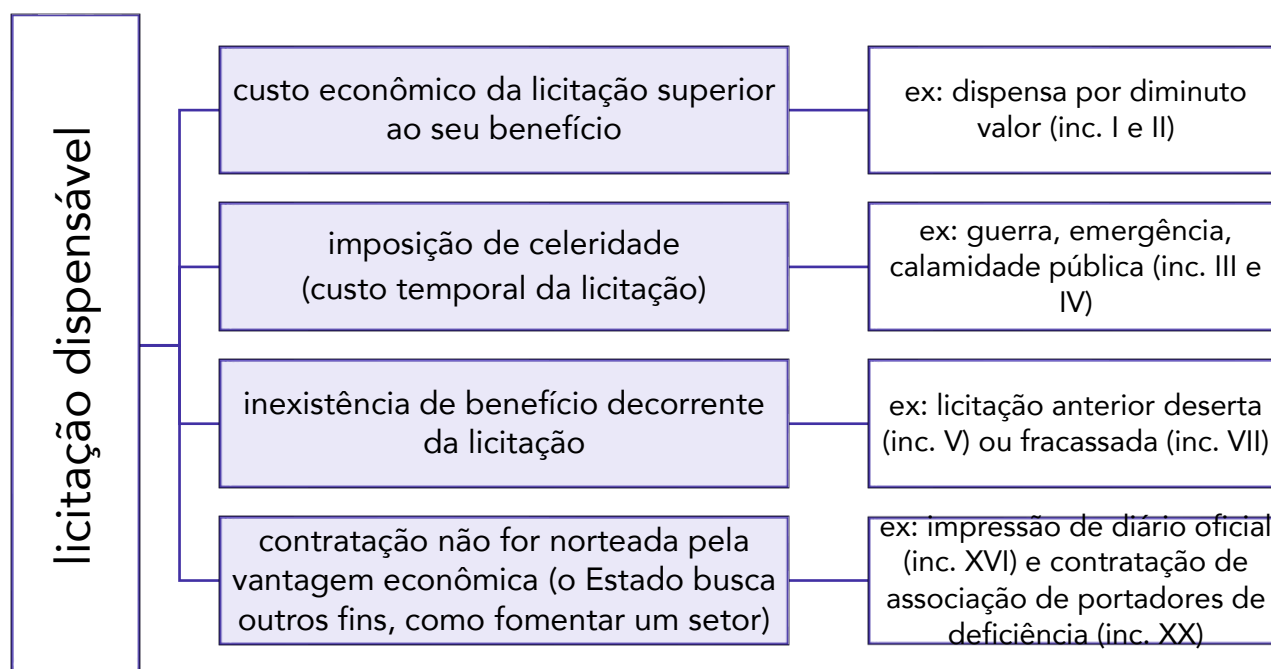 licitação dispensável
custo econômico da licitação superior
ao seu benefício
ex: dispensa por diminuto
valor (inc. I e II)
imposição de celeridade
(custo temporal da licitação)
ex: guerra, emergência,
calamidade pública (inc. III e
IV)
inexistência de benefício decorrente
da licitação
ex: licitação anterior deserta
(inc. V) ou fracassada (inc. VII)
contratação não for norteada pela
vantagem econômica (o Estado busca
outros fins, como fomentar um setor)
ex: impressão de diário oficial
(inc. XVI) e contratação de
associação de portadores de
deficiência (inc. XX)